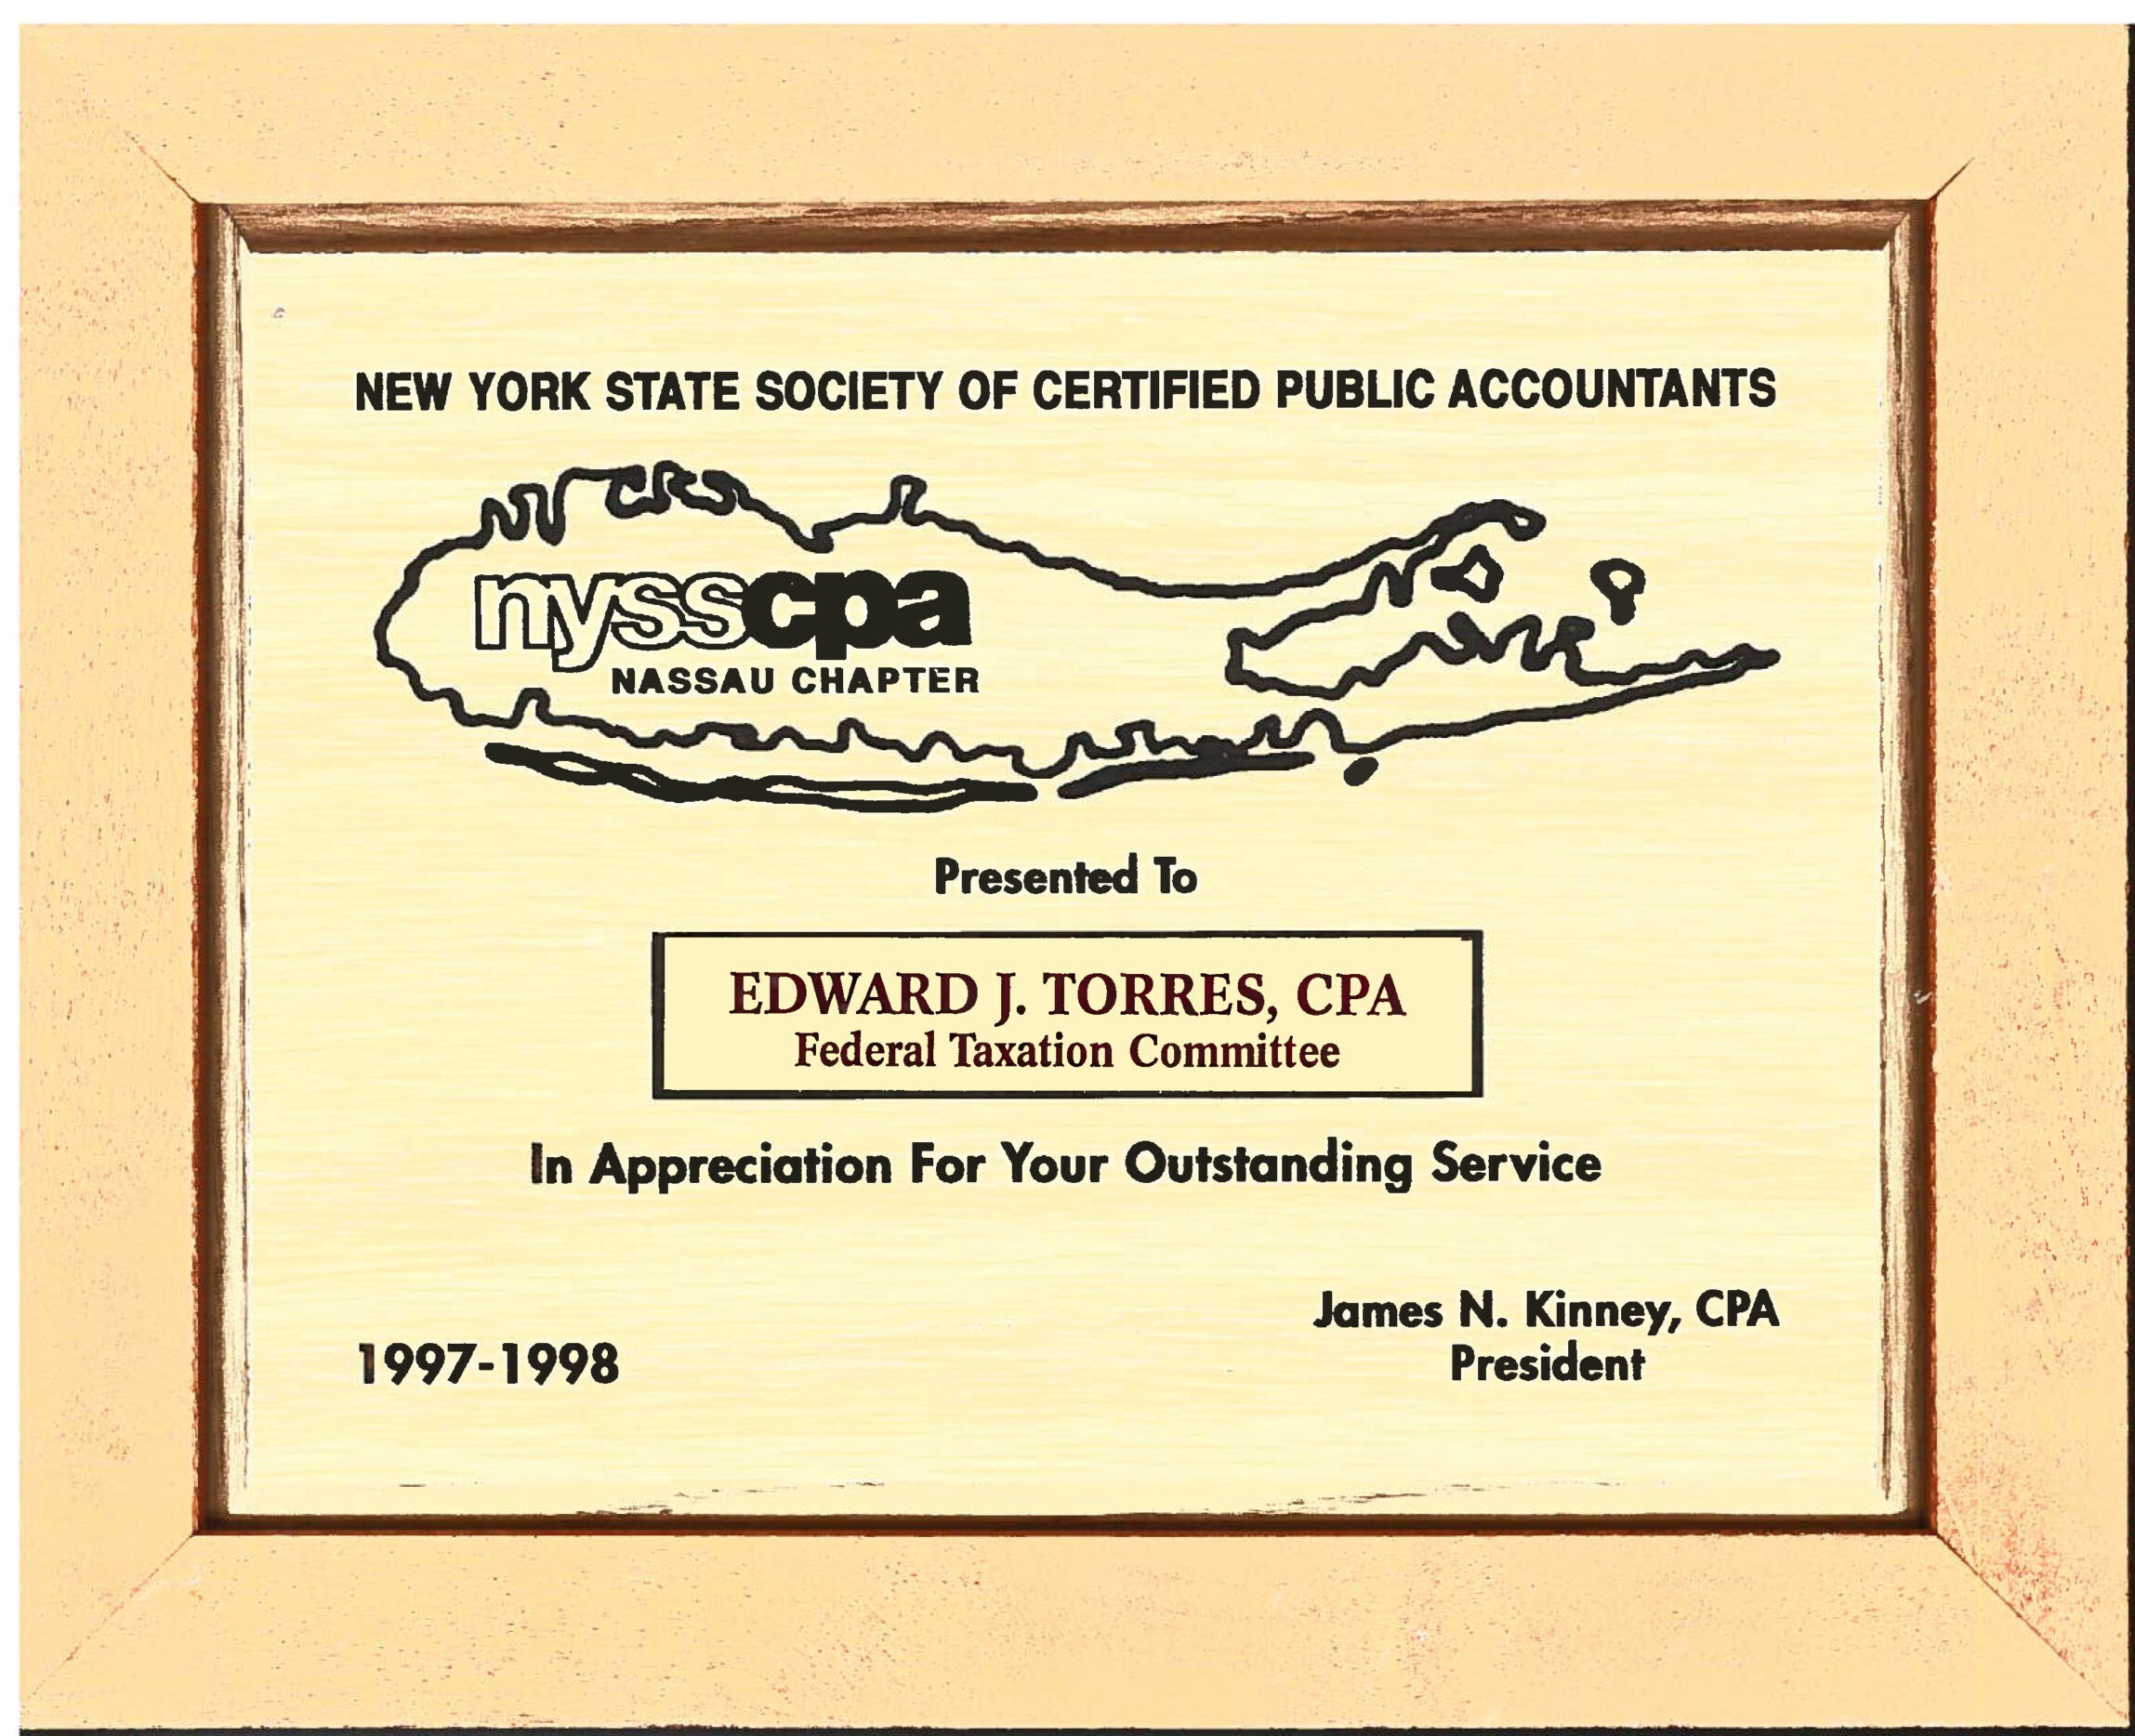 NEW YORK STATE SOCIETY OF CERTIFIED PUBLIC ACCOUNTANTS
nysscpa
NASSAU CHAPTER
Presented To
EDWARD J. TORRES, CPA
Federal Taxation Committee
In Appreciation For Your Outstanding Service
James N. Kinney, CPA
1997-1998
President